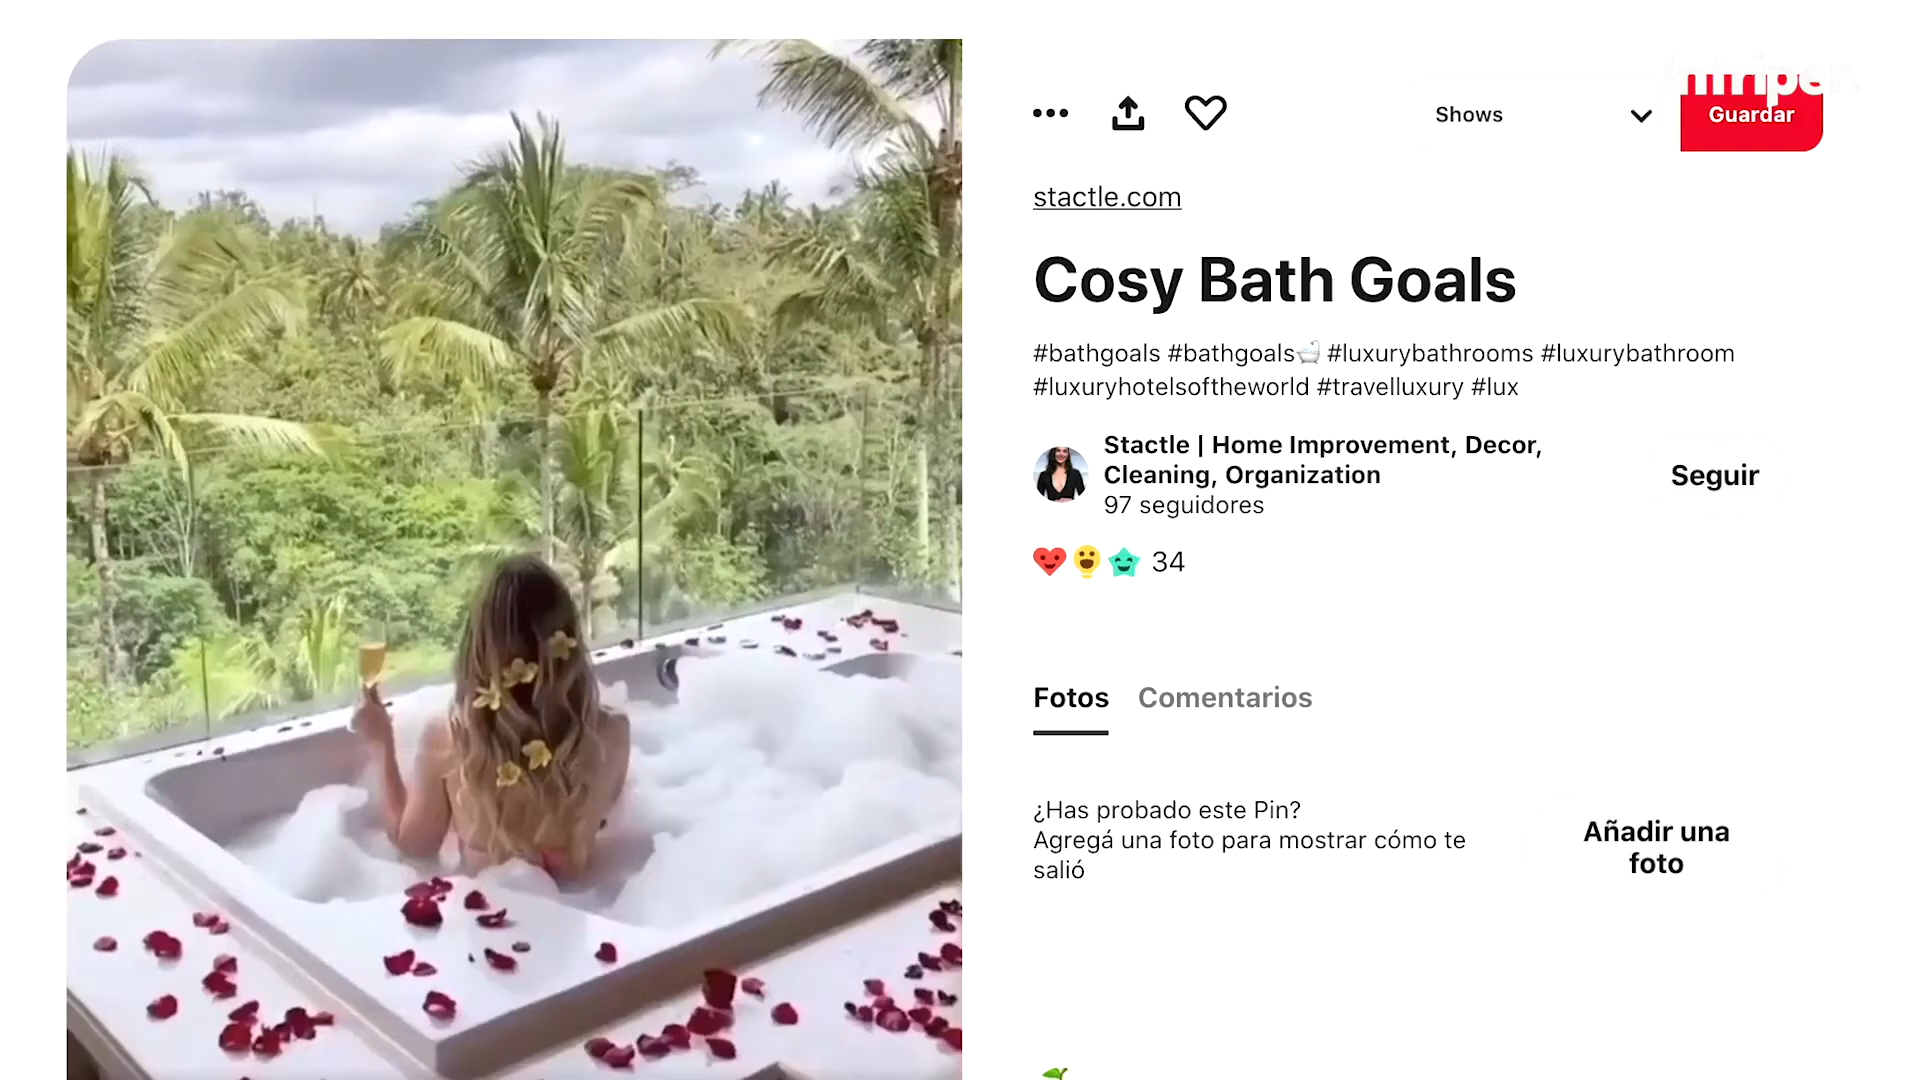 intriper.
Shows
Guardar
stactle.com
Cosy Bath Goals
#bathgoals #bathgoals🛁 #luxurybathrooms #luxurybathroom
#luxuryhotelsoftheworld #travelluxury #lux
Stactle | Home Improvement, Decor,
Cleaning, Organization
97 seguidores
Seguir
34
Fotos
Comentarios
¿Has probado este Pin?
Agregá una foto para mostrar cómo te
salió
Añadir una
foto